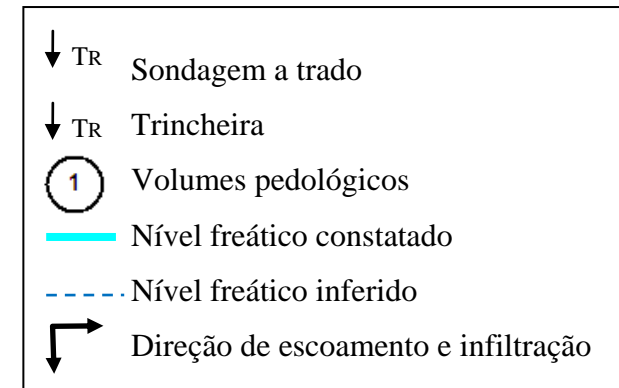 TR Sondagem a trado
TR Trincheira
1 Volumes pedológicos
Nível freático constatado
Nível freático inferido
Direção de escoamento e infiltração